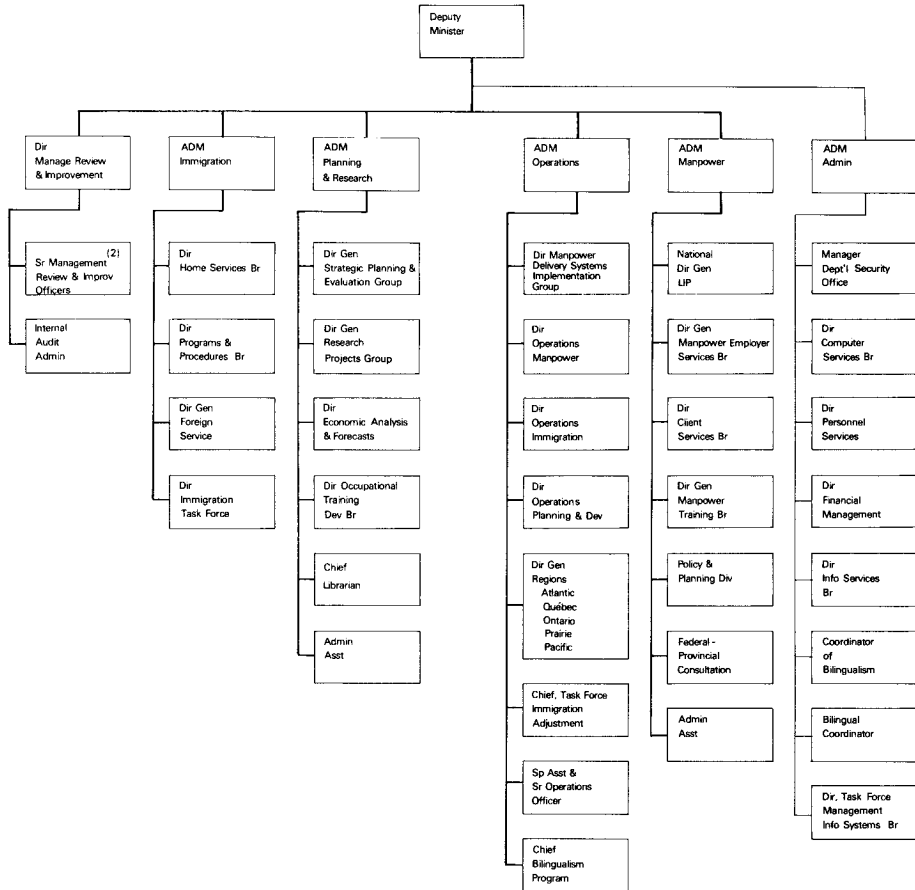 Deputy
Minister
Dir
Manage Review
& Improvement
ADM
Immigration
ADM
Planning
& Research
ADM
Operations
ADM
Manpower
ADM
Admin
(2)
Sr Management
Review & Improv
Officers
Internal
Audit
Admin
Dir
Home Services Br
Dir
Programs &
Procedures Br
Dir Gen
Foreign
Service
Dir
Immigration
Task Force
Dir Gen
Strategic Planning &
Evaluation Group
Dir Gen
Research
Projects Group
Dir
Economic Analysis
& Forecasts
Dir Occupational
Training
Dev Br
Chief
Librarian
Admin
Asst
Dir Manpower
Delivery Systems
Implementation
Group
Dir
Operations
Manpower
Dir
Operations
Immigration
Dir
Operations
Planning & Dev
Dir Gen
Regions
Atlantic
Québec
Ontario
Prairie
Pacific
Chief, Task Force
Immigration
Adjustment
Sp Asst &
Sr Operations
Officer
Chief
Bilingualism
Program
National
Dir Gen
LIP
Dir Gen
Manpower Employer
Services Br
Dir
Client
Services Br
Dir Gen
Manpower
Training Br
Policy &
Planning Div
Federal -
Provincial
Consultation
Admin
Asst
Manager
Dept'l Security
Office
Dir
Computer
Services Br
Dir
Personnel
Services
Dir
Financial
Management
Dir
Info Services
Br
Coordinator
of
Bilingualism
Bilingual
Coordinator
Dir, Task Force
Management
Info Systems Br